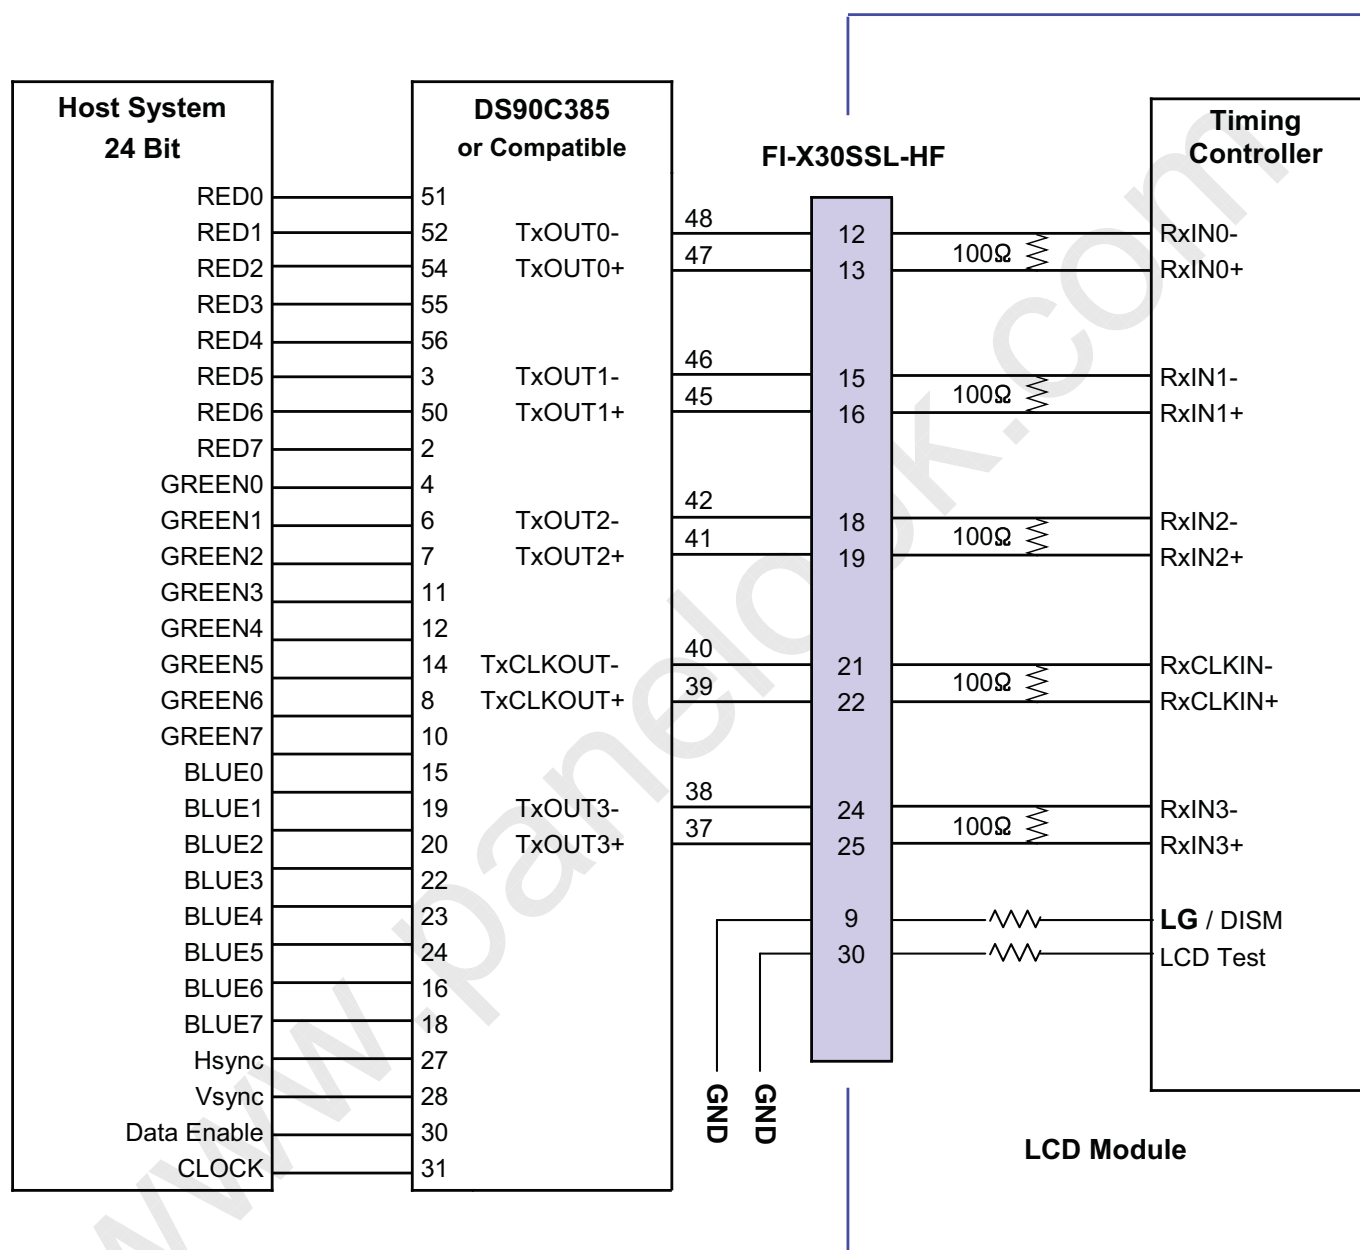 Host System
24 Bit
RED0
RED1
RED2
RED3
RED4
RED5
RED6
RED7
GREEN0
GREEN1
GREEN2
GREEN3
GREEN4
GREEN5
GREEN6
GREEN7
BLUE0
BLUE1
BLUE2
BLUE3
BLUE4
BLUE5
BLUE6
BLUE7
Hsync
Vsync
Data Enable
CLOCK
DS90C385
or Compatible
51
52
54
55
56
3
50
2
4
6
7
11
12
14
8
10
15
19
20
22
23
24
16
18
27
28
30
31
TxOUT0-
TxOUT0+
TxOUT1-
TxOUT1+
TxOUT2-
TxOUT2+
TxCLKOUT-
TxCLKOUT+
TxOUT3-
TxOUT3+
48
47
46
45
42
41
40
39
38
37
GND
GND
FI-X30SSL-HF
12
13
15
16
18
19
21
22
24
25
9
30
100Ω
100Ω
100Ω
100Ω
100Ω
Timing
Controller
RxIN0-
RxIN0+
RxIN1-
RxIN1+
RxIN2-
RxIN2+
RxCLKIN-
RxCLKIN+
RxIN3-
RxIN3+
LG / DISM
LCD Test
LCD Module
www.panelook.com